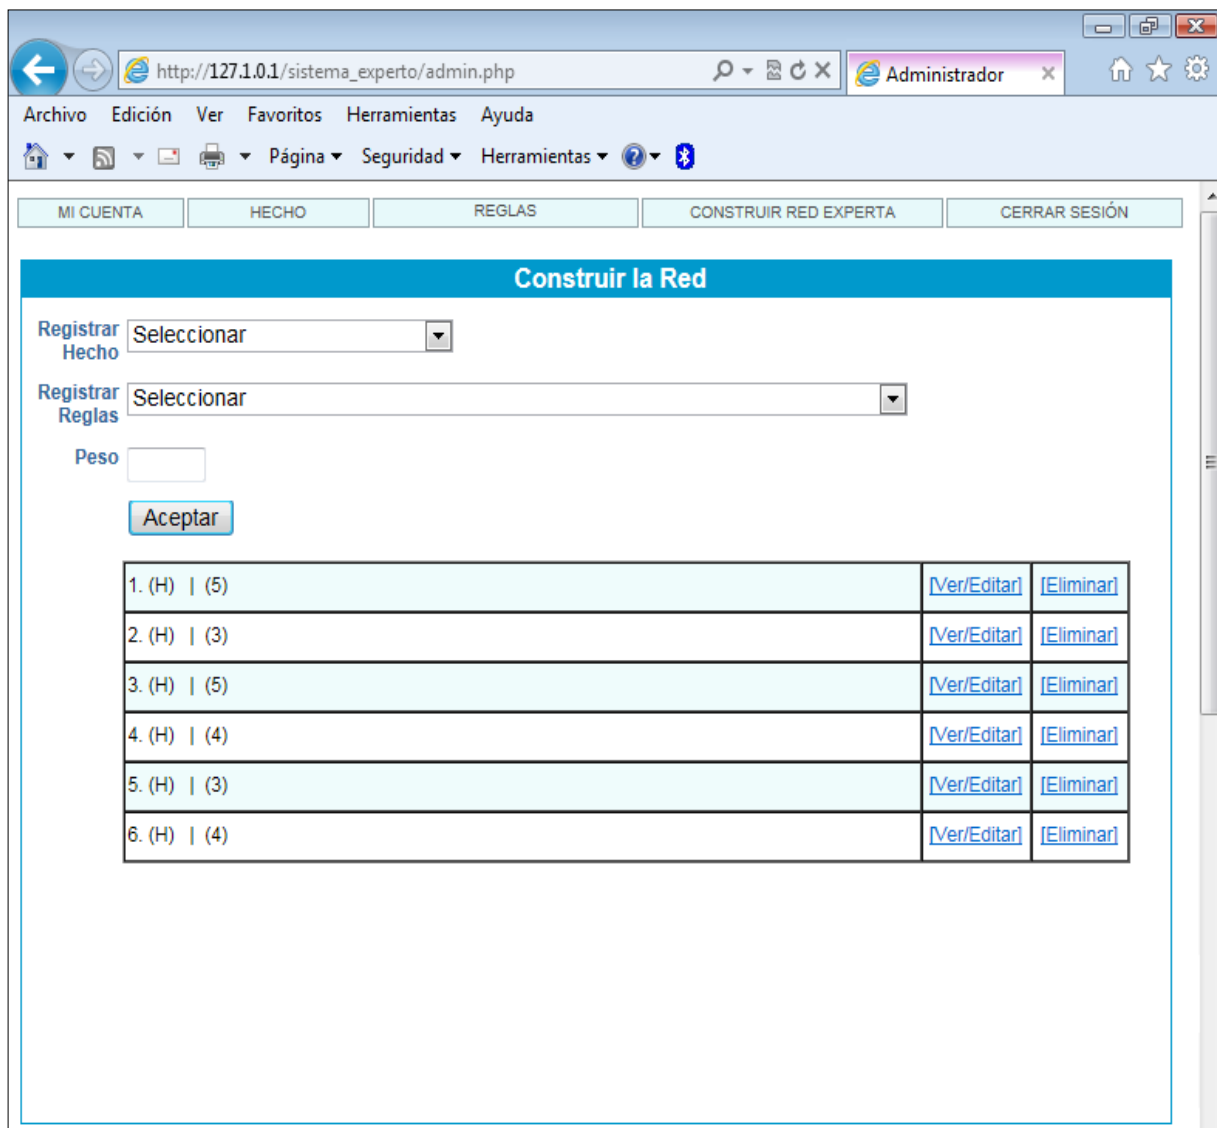 http://127.1.0.1/sistema_experto/admin.php
Administrador
Archivo Edición Ver Favoritos Herramientas Ayuda
Página Seguridad Herramientas
MI CUENTA HECHO REGLAS CONSTRUIR RED EXPERTA CERRAR SESIÓN
Construir la Red
Registrar Hecho Seleccionar
Registrar Reglas Seleccionar
Peso
Aceptar
1. (H) | (5) [Ver/Editar] [Eliminar]
2. (H) | (3) [Ver/Editar] [Eliminar]
3. (H) | (5) [Ver/Editar] [Eliminar]
4. (H) | (4) [Ver/Editar] [Eliminar]
5. (H) | (3) [Ver/Editar] [Eliminar]
6. (H) | (4) [Ver/Editar] [Eliminar]